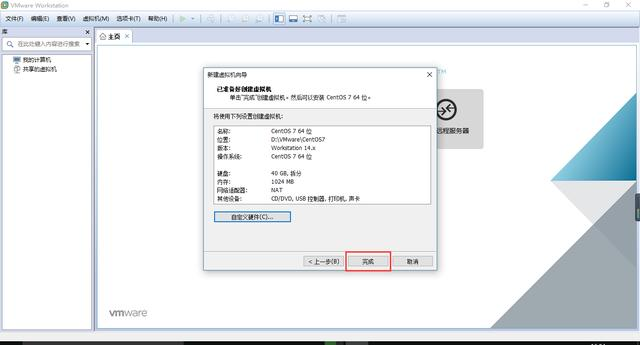 VMware Workstation
文件(F) 编辑(E) 查看(V) 虚拟机(M) 选项卡(T) 帮助(H)
库
在此处键入内容进行搜索
我的计算机
共享的虚拟机
主页
TM
远程服务器
新建虚拟机向导
已准备好创建虚拟机
单击"完成"创建虚拟机。然后可以安装 CentOS 7 64 位。
将使用下列设置创建虚拟机:
名称: CentOS 7 64 位
位置: D:\VMware\CentOS7
版本: Workstation 14.x
操作系统: CentOS 7 64 位
硬盘: 40 GB, 拆分
内存: 1024 MB
网络适配器: NAT
其他设备: CD/DVD, USB 控制器, 打印机, 声卡
自定义硬件(C)...
< 上一步(B) 完成 取消
vmware